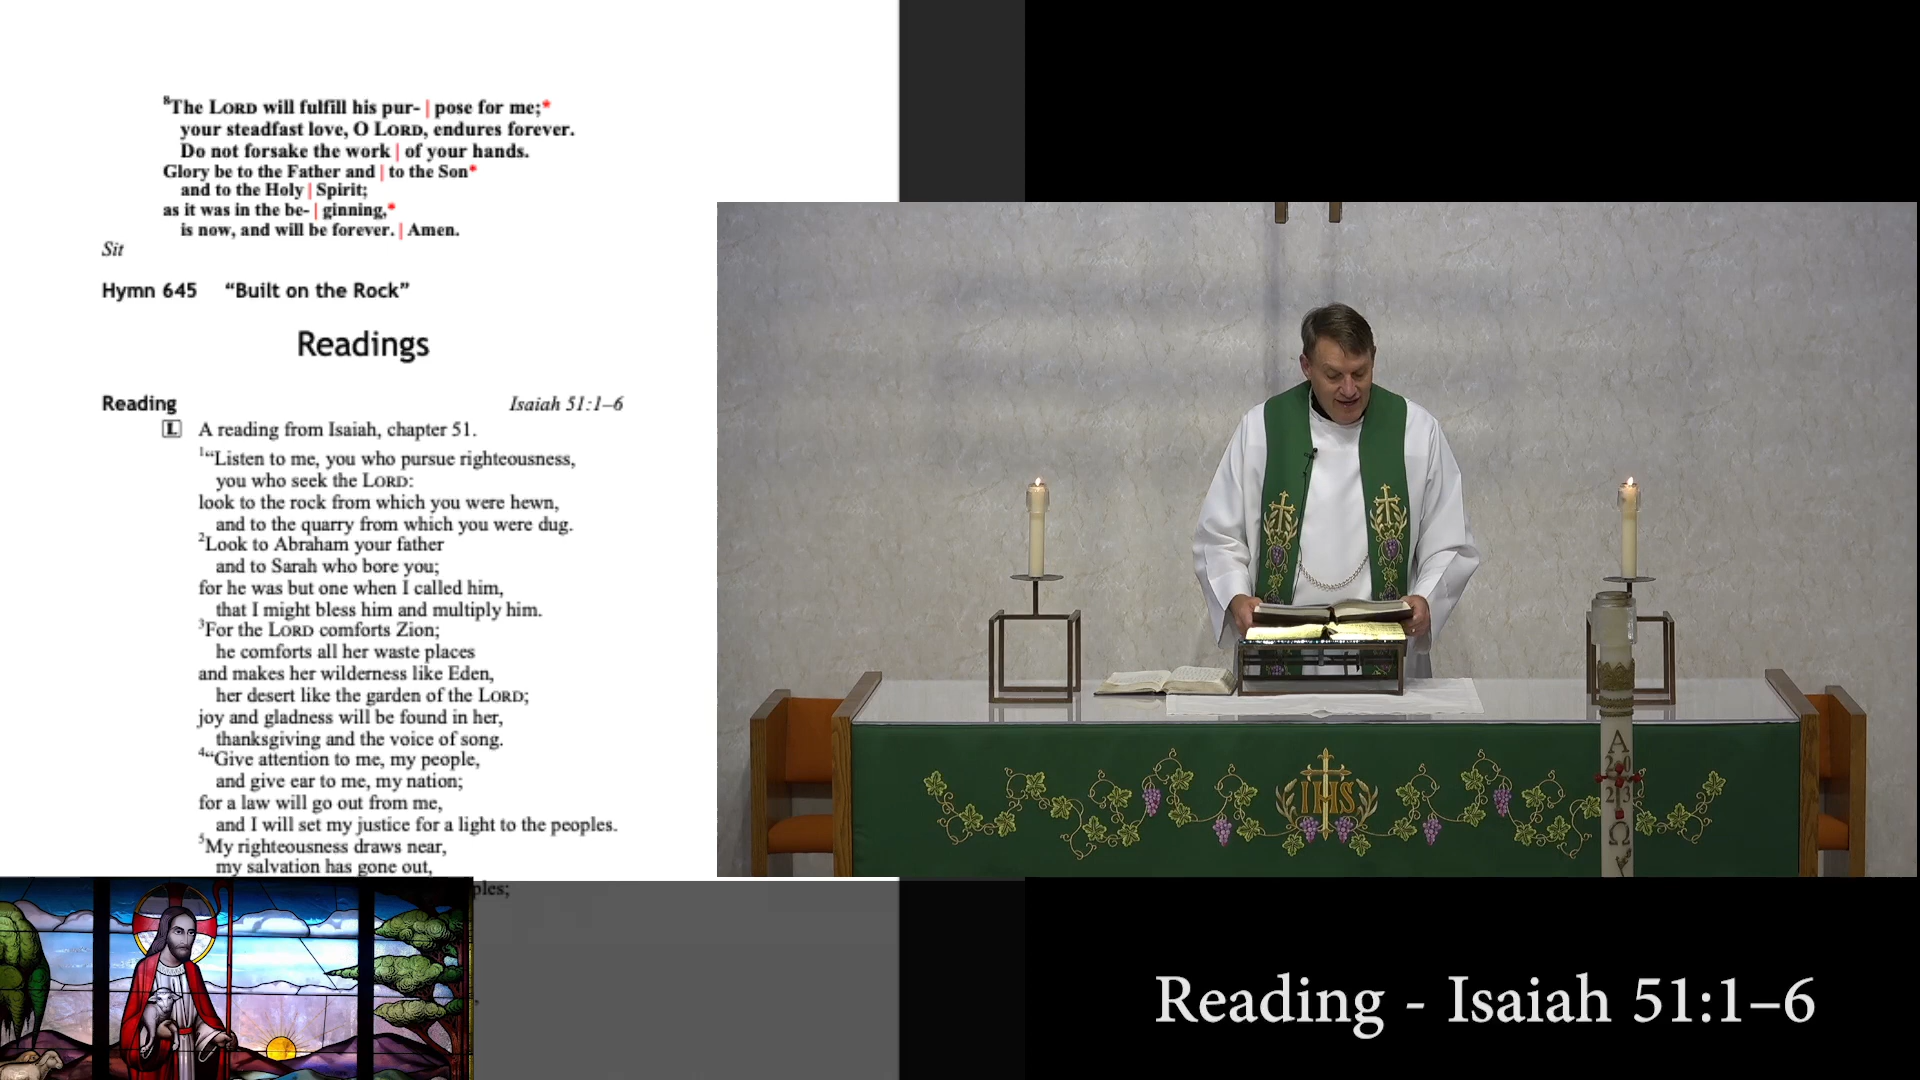 ⁸The LORD will fulfill his pur- | pose for me;*
your steadfast love, O LORD, endures forever.
Do not forsake the work | of your hands.
Glory be to the Father and | to the Son*
and to the Holy | Spirit;
as it was in the be- | ginning,*
is now, and will be forever. | Amen.
Sit
Hymn 645 “Built on the Rock”
Readings
Reading Isaiah 51:1–6
L A reading from Isaiah, chapter 51.
¹“Listen to me, you who pursue righteousness,
you who seek the LORD:
look to the rock from which you were hewn,
and to the quarry from which you were dug.
²Look to Abraham your father
and to Sarah who bore you;
for he was but one when I called him,
that I might bless him and multiply him.
³For the LORD comforts Zion;
he comforts all her waste places
and makes her wilderness like Eden,
her desert like the garden of the LORD;
joy and gladness will be found in her,
thanksgiving and the voice of song.
⁴“Give attention to me, my people,
and give ear to me, my nation;
for a law will go out from me,
and I will set my justice for a light to the peoples.
⁵My righteousness draws near,
my salvation has gone out,
ples;
IHS
Α
20
23
Ω
Reading - Isaiah 51:1–6